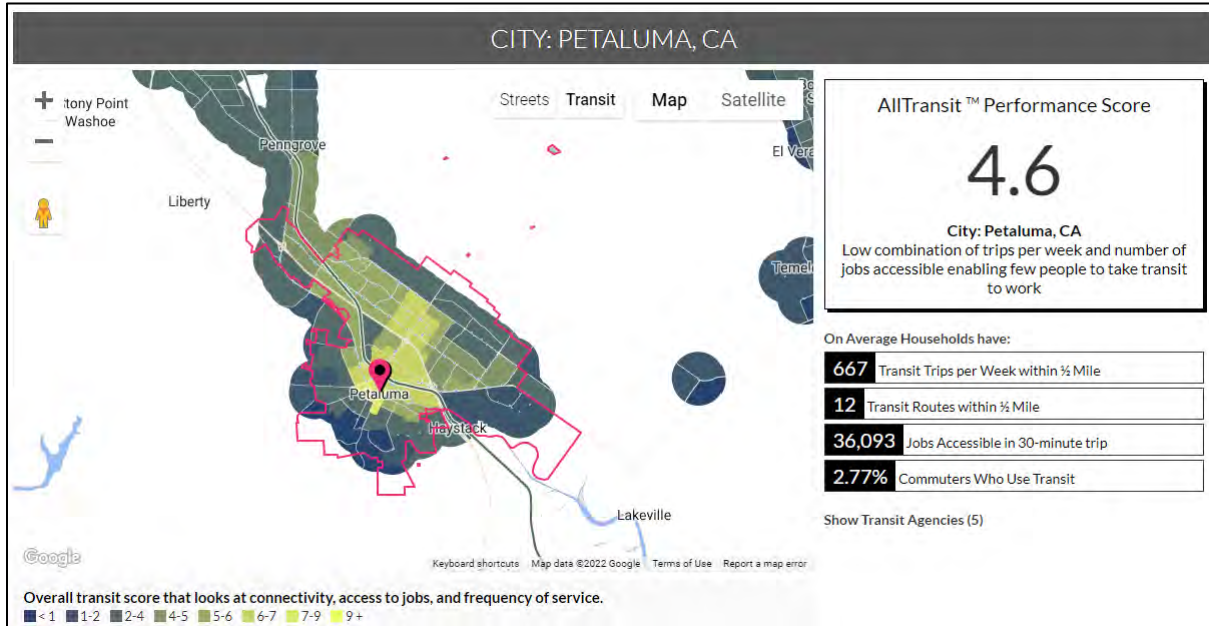 CITY: PETALUMA, CA
tony Point
Washoe
Streets Transit Map Satellite
Penngrove
El Vera
Liberty
Temel
Petaluma
Haystack
Lakeville
Google
Keyboard shortcuts Map data ©2022 Google Terms of Use Report a map error
Overall transit score that looks at connectivity, access to jobs, and frequency of service.
< 1 1-2 2-4 4-5 5-6 6-7 7-9 9+
AllTransit ™ Performance Score
4.6
City: Petaluma, CA
Low combination of trips per week and number of
jobs accessible enabling few people to take transit
to work
On Average Households have:
667 Transit Trips per Week within ½ Mile
12 Transit Routes within ½ Mile
36,093 Jobs Accessible in 30-minute trip
2.77% Commuters Who Use Transit
Show Transit Agencies (5)